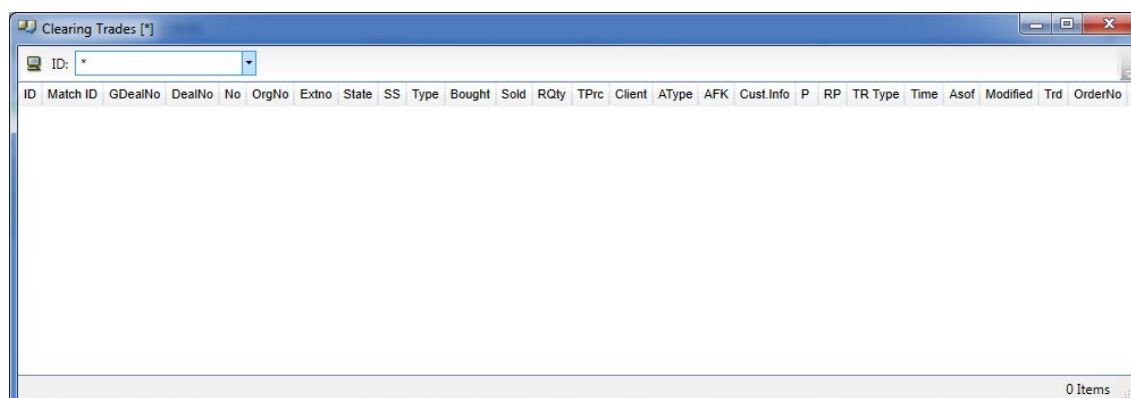 Clearing Trades [*]
ID: *
ID Match ID GDealNo DealNo No OrgNo Extno State SS Type Bought Sold RQty TPrc Client AType AFK Cust.Info P RP TR Type Time Asof Modified Trd OrderNo
0 Items